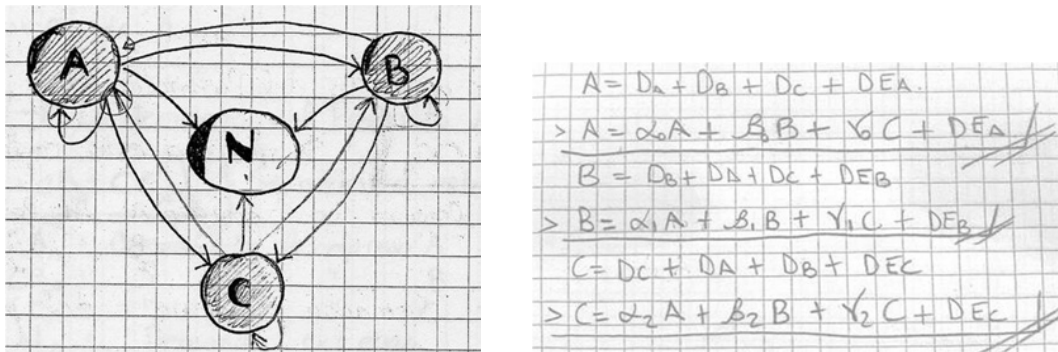 A
B
N
C
A = DA + DB + DC + DEA.
> A = α₀A + β₀B + γ₀C + DEA
B = DB + DA + DC + DEB
> B = α₁A + β₁B + γ₁C + DEB
C = DC + DA + DB + DEC
> C = α₂A + β₂B + γ₂C + DEC